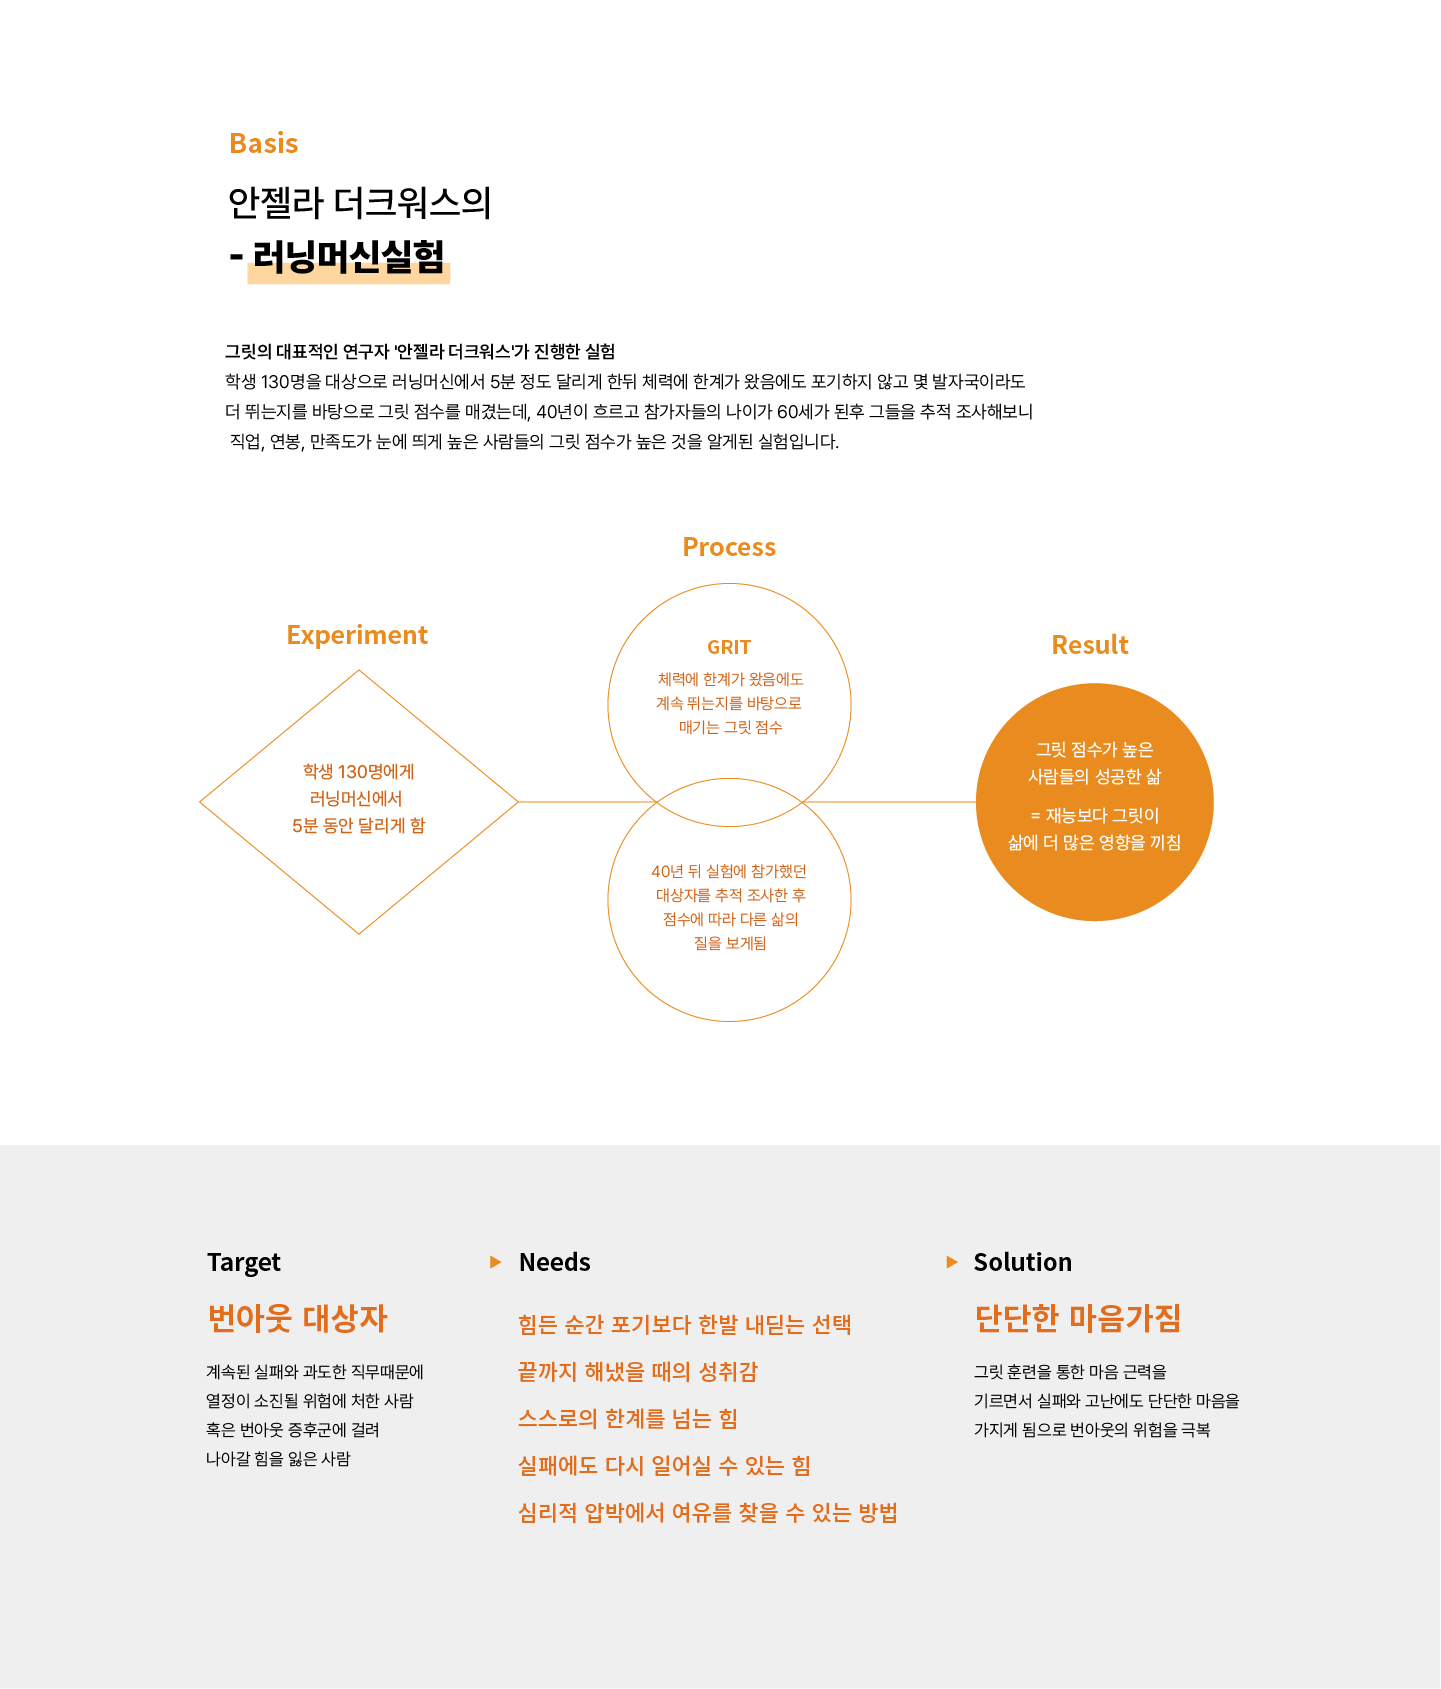 Basis
안젤라 더크워스의
- 러닝머신실험
그릿의 대표적인 연구자 '안젤라 더크워스'가 진행한 실험
학생 130명을 대상으로 러닝머신에서 5분 정도 달리게 한뒤 체력에 한계가 왔음에도 포기하지 않고 몇 발자국이라도
더 뛰는지를 바탕으로 그릿 점수를 매겼는데, 40년이 흐르고 참가자들의 나이가 60세가 된후 그들을 추적 조사해보니
직업, 연봉, 만족도가 눈에 띄게 높은 사람들의 그릿 점수가 높은 것을 알게된 실험입니다.
Experiment
학생 130명에게
러닝머신에서
5분 동안 달리게 함
Process
GRIT
체력에 한계가 왔음에도
계속 뛰는지를 바탕으로
매기는 그릿 점수
40년 뒤 실험에 참가했던
대상자를 추적 조사한 후
점수에 따라 다른 삶의
질을 보게됨
Result
그릿 점수가 높은
사람들의 성공한 삶
= 재능보다 그릿이
삶에 더 많은 영향을 끼침
Target
번아웃 대상자
계속된 실패와 과도한 직무때문에
열정이 소진될 위험에 처한 사람
혹은 번아웃 증후군에 걸려
나아갈 힘을 잃은 사람
Needs
힘든 순간 포기보다 한발 내딛는 선택
끝까지 해냈을 때의 성취감
스스로의 한계를 넘는 힘
실패에도 다시 일어설 수 있는 힘
심리적 압박에서 여유를 찾을 수 있는 방법
Solution
단단한 마음가짐
그릿 훈련을 통한 마음 근력을
기르면서 실패와 고난에도 단단한 마음을
가지게 됨으로 번아웃의 위험을 극복